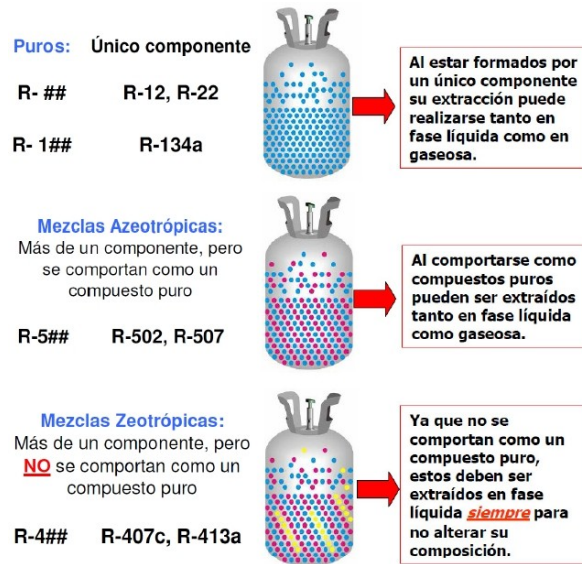 Puros: Único componente
R- ## R-12, R-22
R- 1## R-134a
Al estar formados por
un único componente
su extracción puede
realizarse tanto en
fase líquida como en
gaseosa.
Mezclas Azeotrópicas:
Más de un componente, pero
se comportan como un
compuesto puro
R-5## R-502, R-507
Al comportarse como
compuestos puros
pueden ser extraídos
tanto en fase líquida
como gaseosa.
Mezclas Zeotrópicas:
Más de un componente, pero
NO se comportan como un
compuesto puro
R-4## R-407c, R-413a
Ya que no se
comportan como un
compuesto puro,
estos deben ser
extraídos en fase
líquida siempre para
no alterar su
composición.